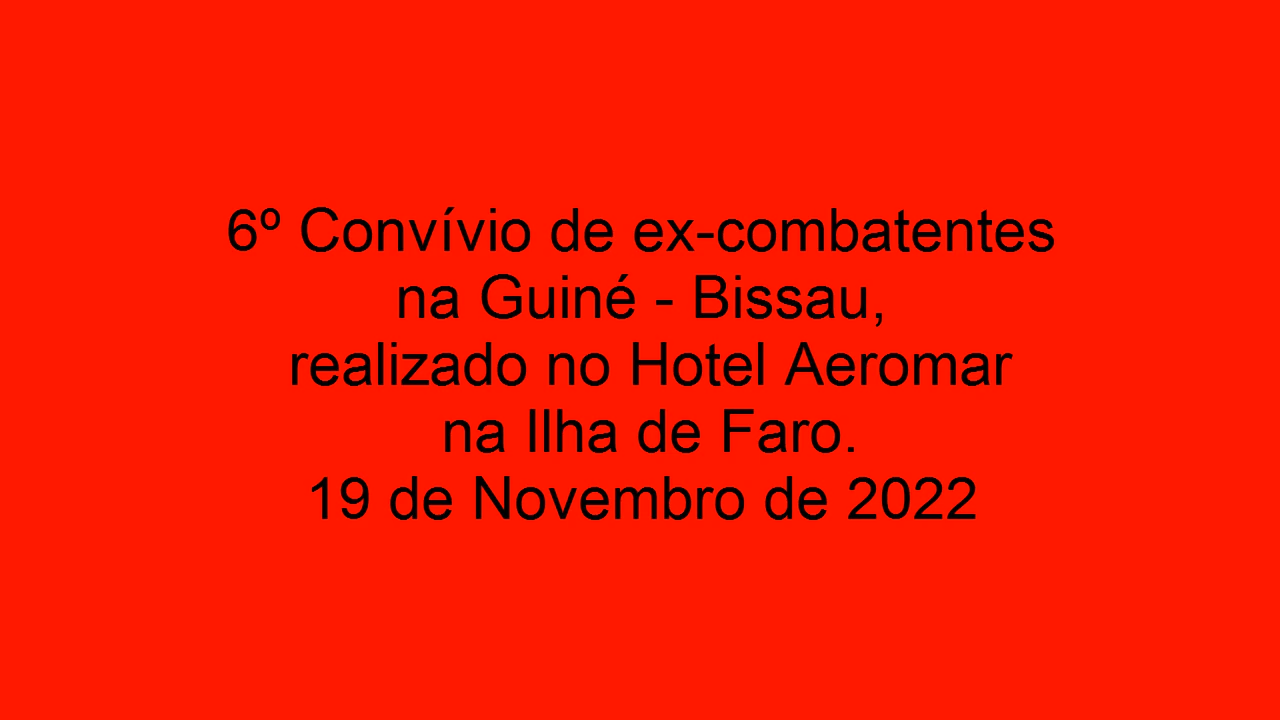 6º Convívio de ex-combatentes
na Guiné - Bissau,
realizado no Hotel Aeromar
na Ilha de Faro.
19 de Novembro de 2022